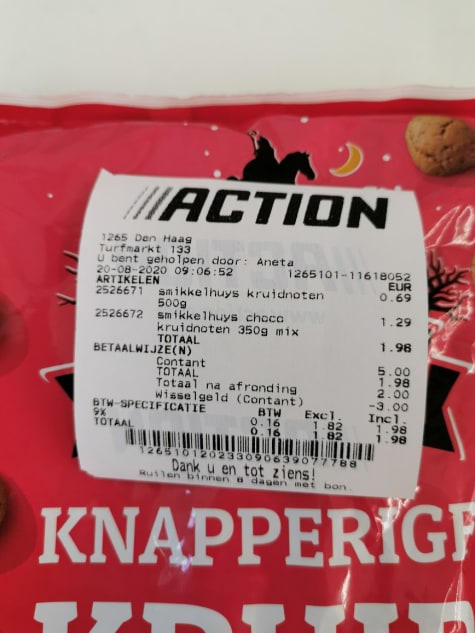 ACTION
1265 Den Haag
Turfmarkt 133
U bent geholpen door: Aneta
20-08-2020 09:06:52 1265101-11618052
ARTIKELEN EUR
2526671 smikkelhuys kruidnoten 0.69
500g
2526672 smikkelhuys choco 1.29
kruidnoten 350g mix
TOTAAL 1.98
BETAALWIJZE(N)
Contant 5.00
TOTAAL 1.98
Totaal na afronding 2.00
Wisselgeld (Contant) -3.00
BTW-SPECIFICATIE BTW Excl. Incl.
9% 0.16 1.82 1.98
TOTAAL 0.16 1.82 1.98
126510120233090639077788
Dank u en tot ziens!
Ruilen binnen 8 dagen met bon.
KNAPPERIGE